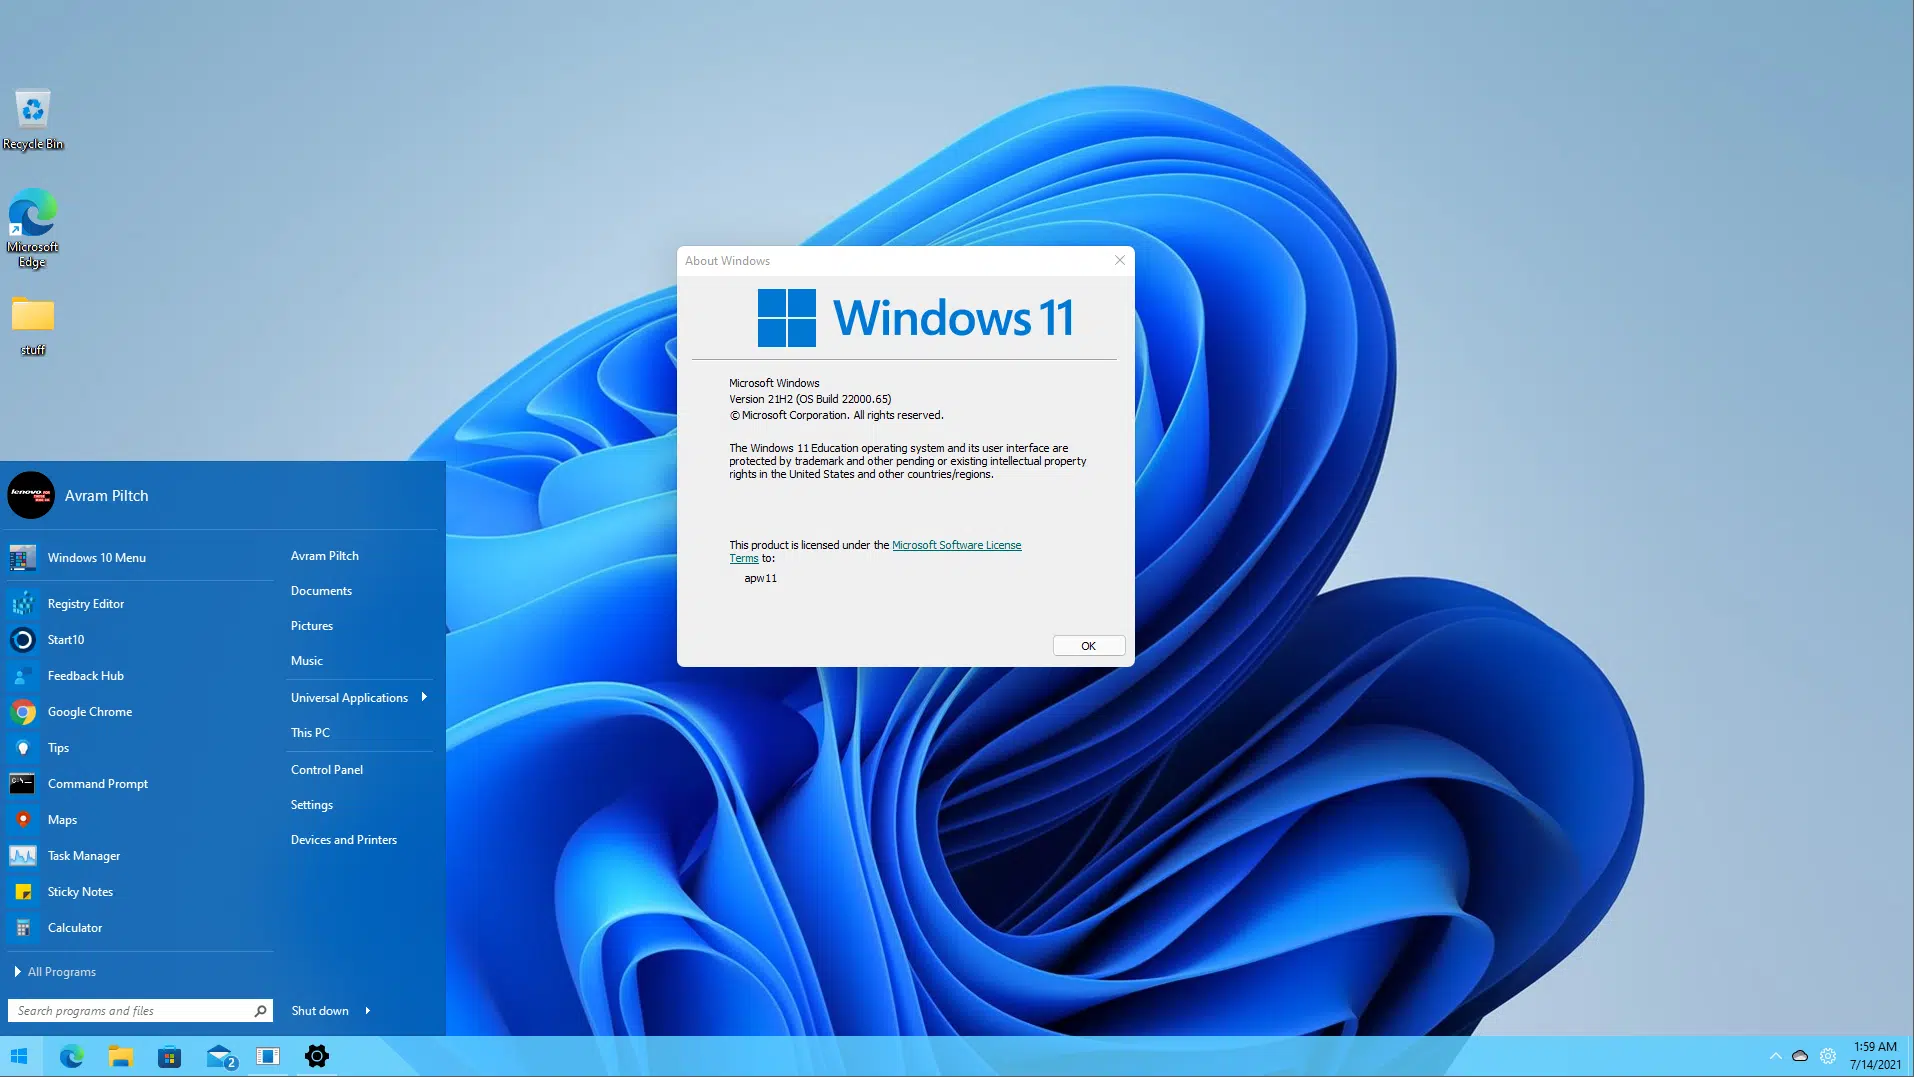 Recycle Bin
Microsoft
Edge
stuff
About Windows
Windows 11
Microsoft Windows
Version 21H2 (OS Build 22000.65)
© Microsoft Corporation. All rights reserved.
The Windows 11 Education operating system and its user interface are
protected by trademark and other pending or existing intellectual property
rights in the United States and other countries/regions.
This product is licensed under the Microsoft Software License
Terms to:
apw11
OK
lenovo
Avram Piltch
Windows 10 Menu
Registry Editor
Start10
Feedback Hub
Google Chrome
Tips
Command Prompt
Maps
Task Manager
Sticky Notes
Calculator
All Programs
Search programs and files
Avram Piltch
Documents
Pictures
Music
Universal Applications
This PC
Control Panel
Settings
Devices and Printers
Shut down
2
1:59 AM
7/14/2021